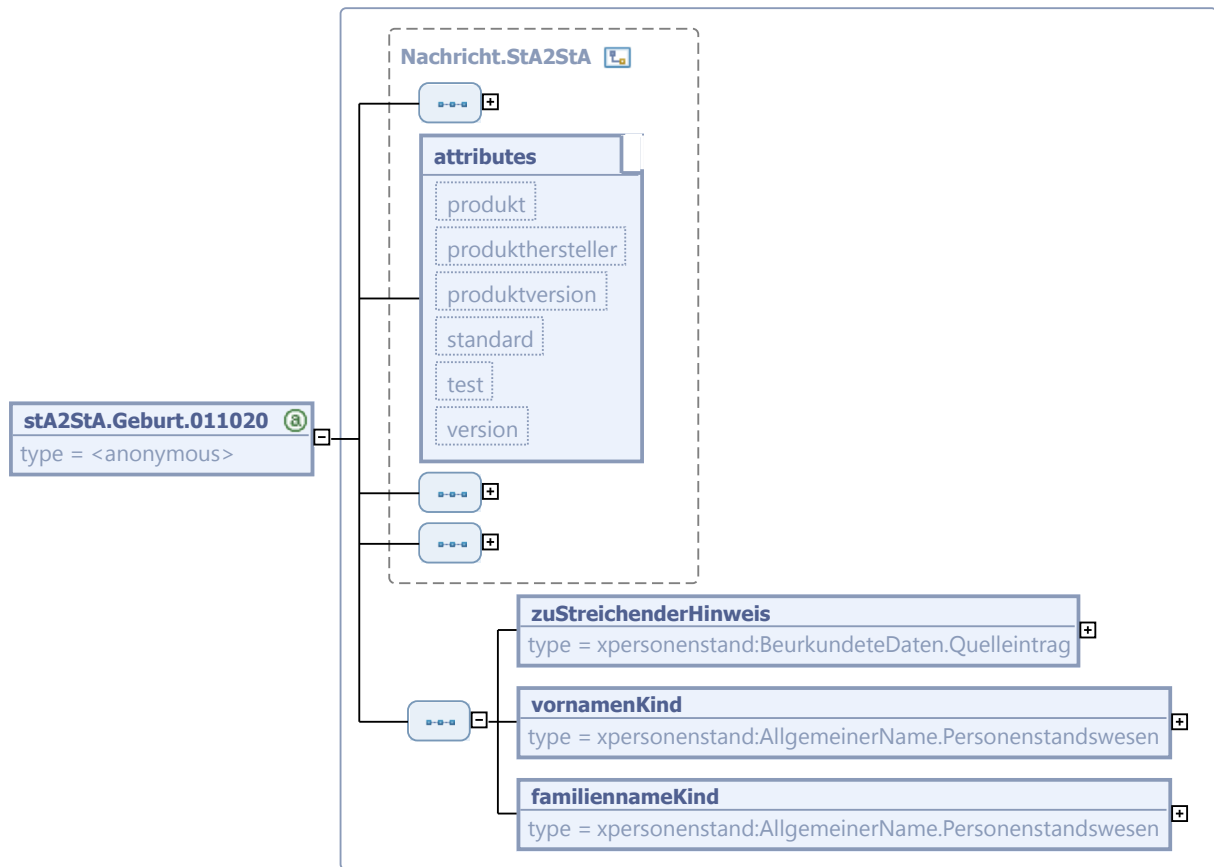 Nachricht.StA2StA
attributes
produkt
produkthersteller
produktversion
standard
test
version
stA2StA.Geburt.011020
type = <anonymous>
zuStreichenderHinweis
type = xpersonenstand:BeurkundeteDaten.Quelleintrag
vornamenKind
type = xpersonenstand:AllgemeinerName.Personenstandswesen
familiennameKind
type = xpersonenstand:AllgemeinerName.Personenstandswesen